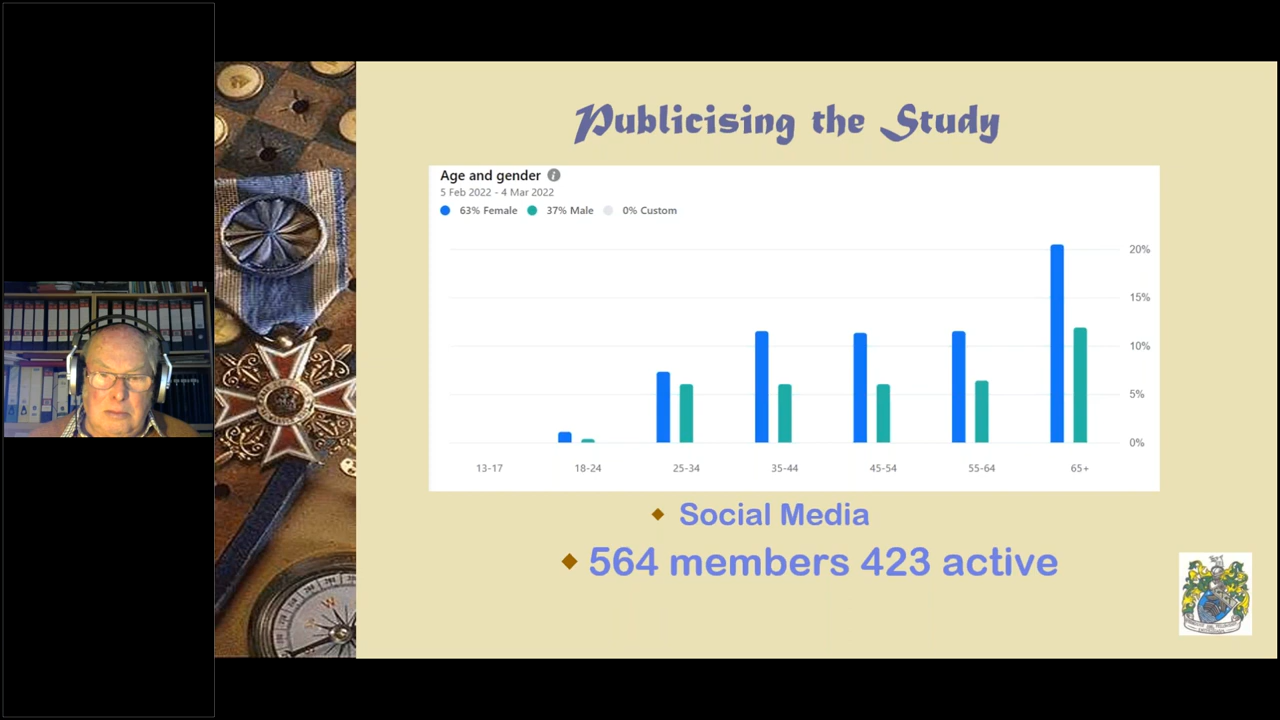 Publicising the Study
Age and gender
5 Feb 2022 - 4 Mar 2022
63% Female 37% Male 0% Custom
20%
15%
10%
5%
0%
13-17 18-24 25-34 35-44 45-54 55-64 65+
Social Media
564 members 423 active